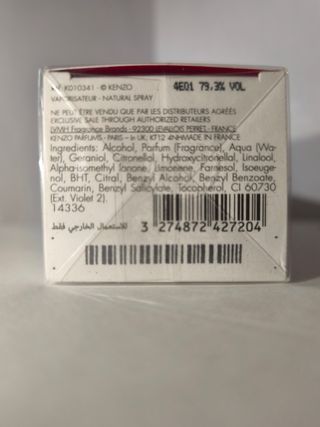 Réf. K010341 - © KENZO 4E01 79,3% VOL
VAPORISATEUR - NATURAL SPRAY
NE PEUT ÊTRE VENDU QUE PAR LES DISTRIBUTEURS AGRÉÉS
EXCLUSIVE SALE THROUGH AUTHORIZED RETAILERS
LVMH Fragrance Brands - 92300 LEVALLOIS PERRET - FRANCE
KENZO PARFUMS - PARIS - In UK: KT12 4NH MADE IN FRANCE
Ingredients: Alcohol, Parfum (Fragrance), Aqua (Wa-
ter), Geraniol, Citronellol, Hydroxycitronellal, Linalool,
Alpha-isomethyl Ionone, Limonene, Farnesol, Isoeuge-
nol, BHT, Citral, Benzyl Alcohol, Benzyl Benzoate,
Coumarin, Benzyl Salicylate, Tocopherol, CI 60730
(Ext. Violet 2).
14336
للاستعمال الخارجي فقط
3 274872 427204